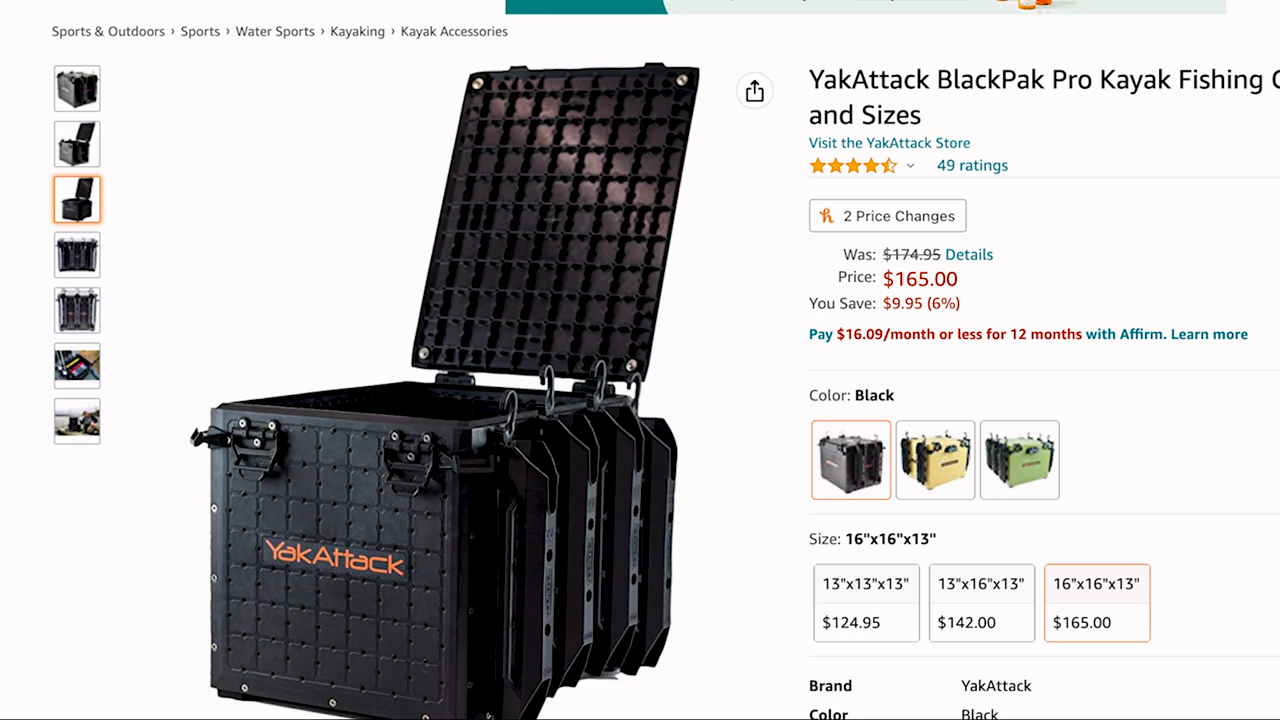 Sports & Outdoors › Sports › Water Sports › Kayaking › Kayak Accessories
YakAttack BlackPak Pro Kayak Fishing
and Sizes
Visit the YakAttack Store
49 ratings
2 Price Changes
Was: $174.95 Details
Price: $165.00
You Save: $9.95 (6%)
Pay $16.09/month or less for 12 months with Affirm. Learn more
Color: Black
YakAttack
Size: 16"x16"x13"
13"x13"x13" 13"x16"x13" 16"x16"x13"
$124.95 $142.00 $165.00
Brand YakAttack
Color Black